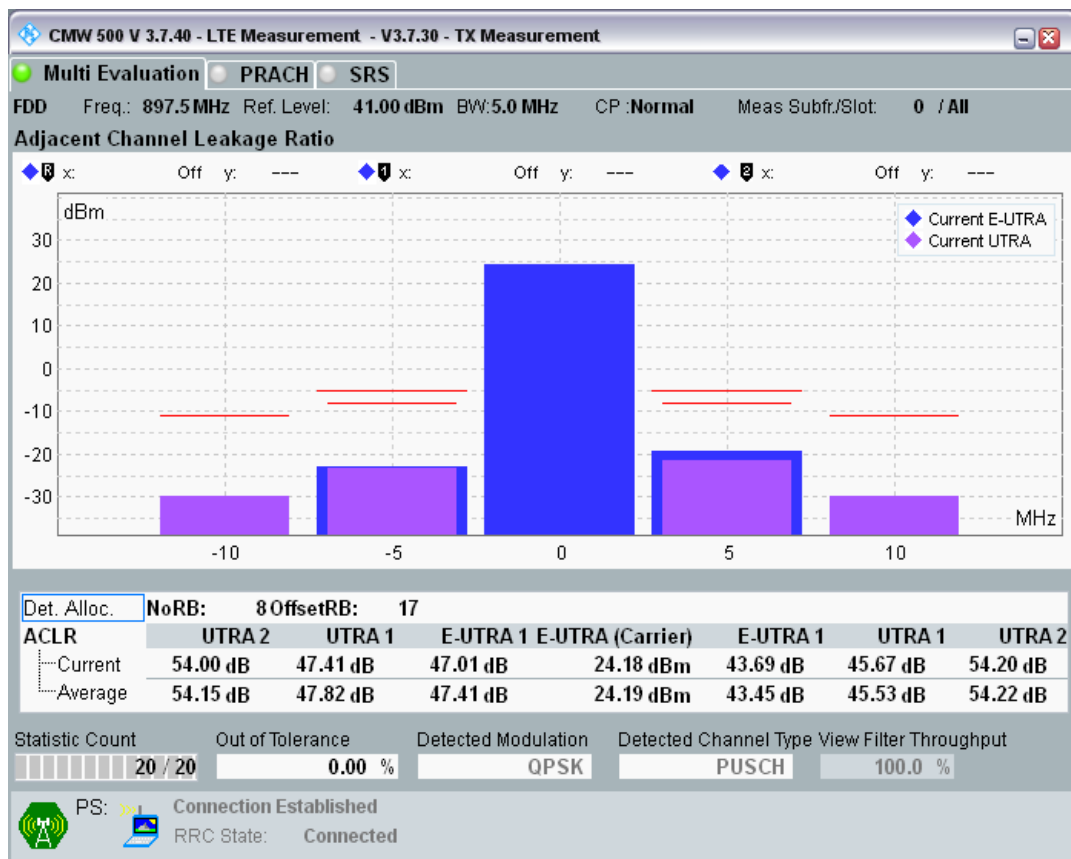 CMW 500 V 3.7.40 - LTE Measurement - V3.7.30 - TX Measurement
Multi Evaluation PRACH SRS
FDD Freq.: 897.5 MHz Ref. Level: 41.00 dBm BW:5.0 MHz CP :Normal Meas Subfr./Slot: 0 / All
Adjacent Channel Leakage Ratio
R x: Off y: --- 1 x: Off y: --- 2 x: Off y: ---
dBm
Current E-UTRA
Current UTRA
30
20
10
0
-10
-20
-30
MHz
-10 -5 0 5 10
Det. Alloc. NoRB: 8 OffsetRB: 17
ACLR UTRA 2 UTRA 1 E-UTRA 1 E-UTRA (Carrier) E-UTRA 1 UTRA 1 UTRA 2
Current 54.00 dB 47.41 dB 47.01 dB 24.18 dBm 43.69 dB 45.67 dB 54.20 dB
Average 54.15 dB 47.82 dB 47.41 dB 24.19 dBm 43.45 dB 45.53 dB 54.22 dB
Statistic Count Out of Tolerance Detected Modulation Detected Channel Type View Filter Throughput
20 / 20 0.00 % QPSK PUSCH 100.0 %
PS: Connection Established
RRC State: Connected